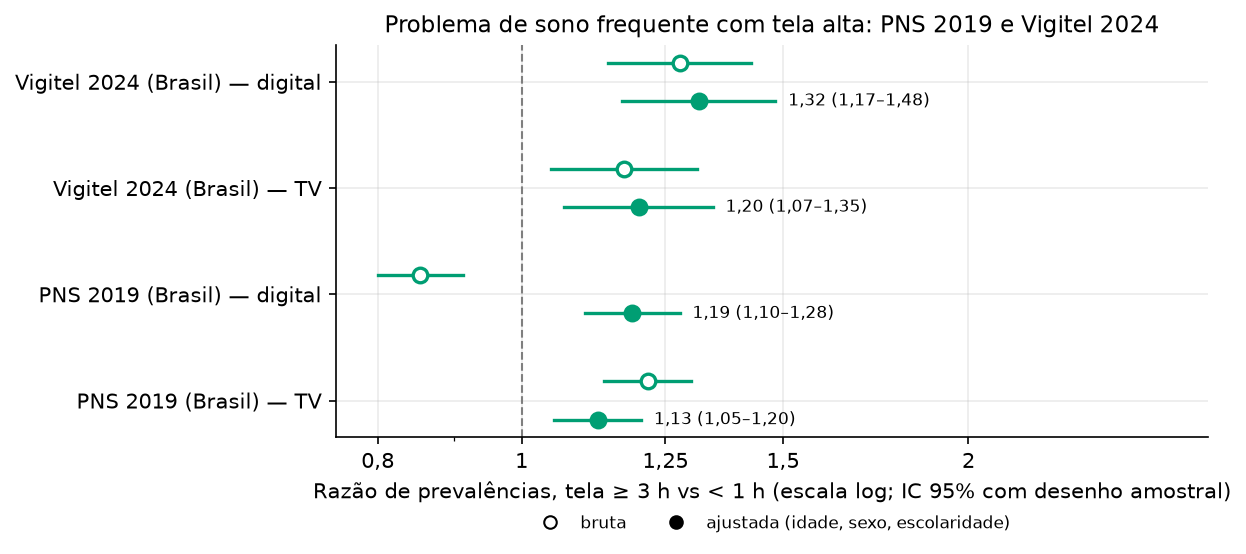 Problema de sono frequente com tela alta: PNS 2019 e Vigitel 2024
Vigitel 2024 (Brasil) — digital
1,32 (1,17–1,48)
Vigitel 2024 (Brasil) — TV
1,20 (1,07–1,35)
PNS 2019 (Brasil) — digital
1,19 (1,10–1,28)
PNS 2019 (Brasil) — TV
1,13 (1,05–1,20)
0,8 1 1,25 1,5 2
Razão de prevalências, tela ≥ 3 h vs < 1 h (escala log; IC 95% com desenho amostral)
bruta ajustada (idade, sexo, escolaridade)